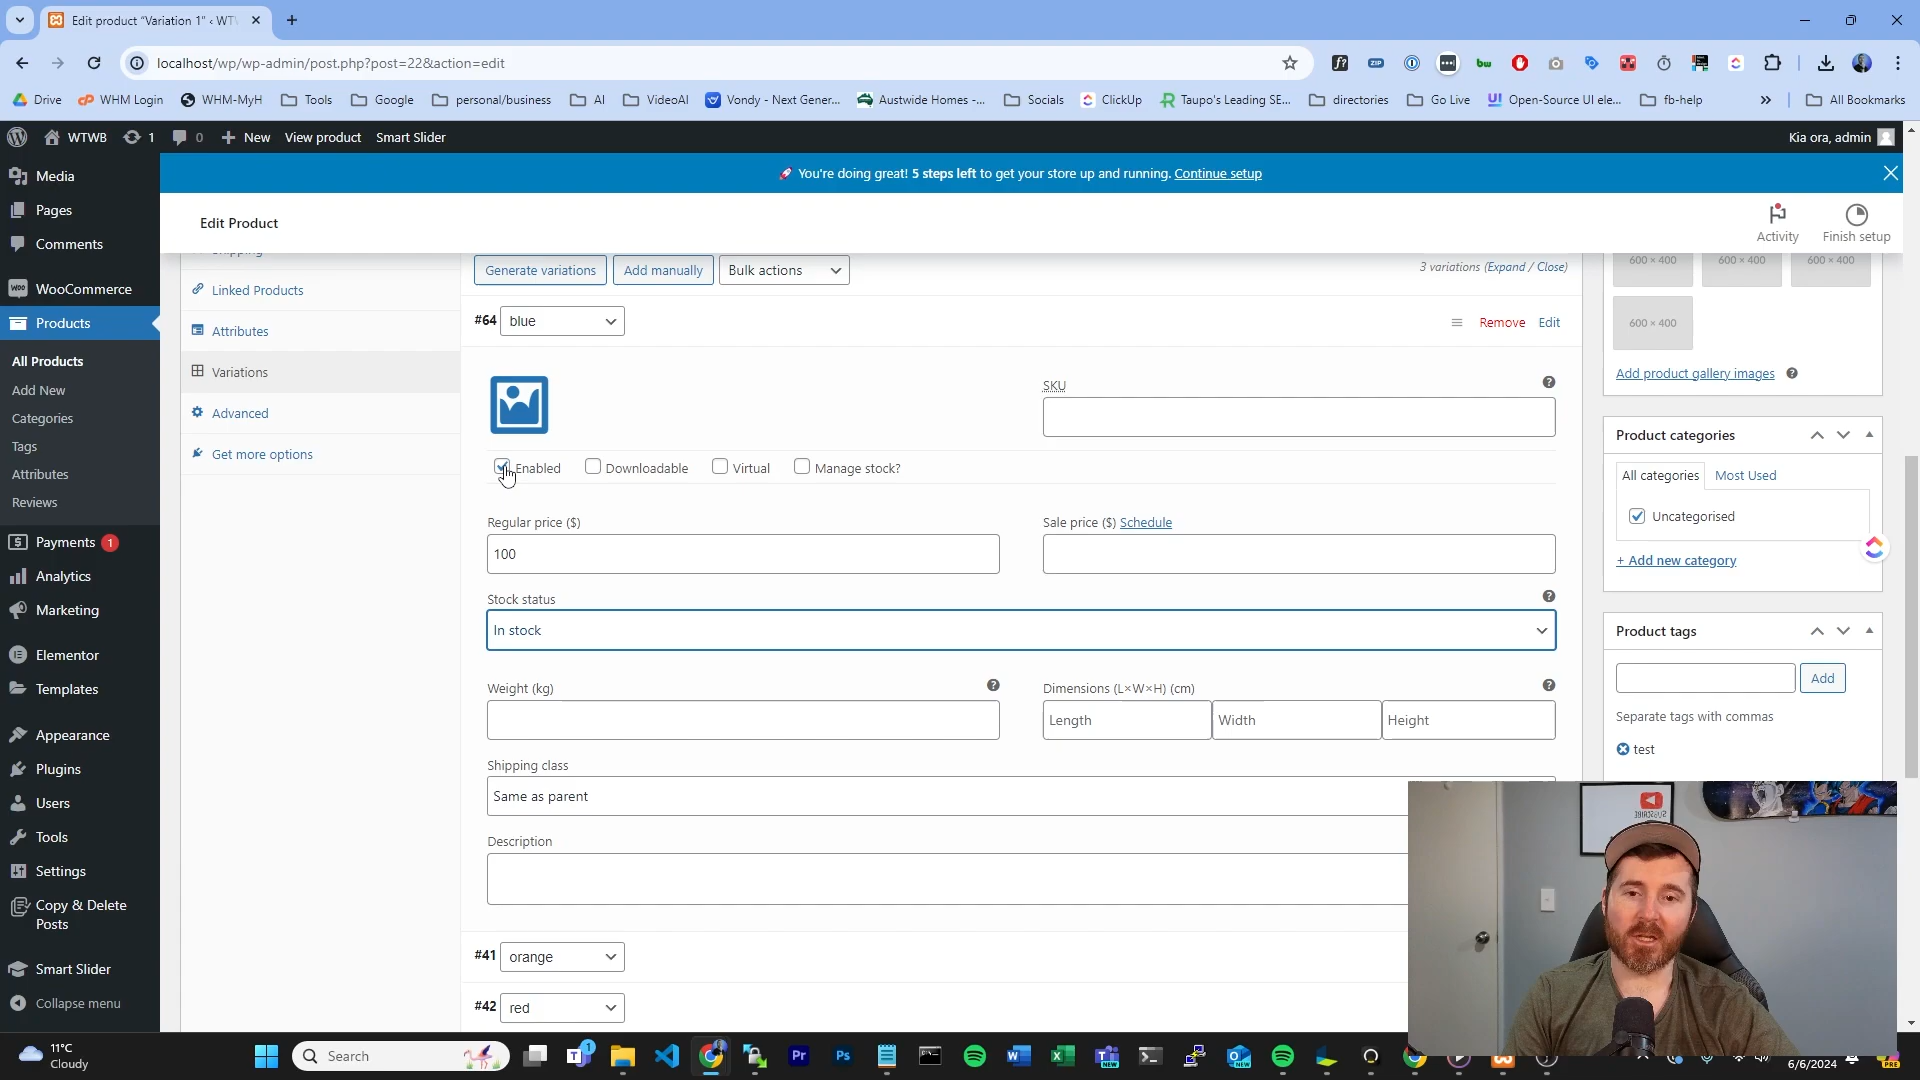 Edit product “Variation 1” ‹ WT
localhost/wp/wp-admin/post.php?post=22&action=edit
Drive
WHM Login
WHM-MyH
Tools
Google
personal/business
AI
VideoAI
Vondy - Next Gener...
Austwide Homes -...
Socials
ClickUp
Taupo's Leading SE...
directories
Go Live
Open-Source UI ele...
fb-help
»
All Bookmarks
WTWB
1
0
New
View product
Smart Slider
Kia ora, admin
Media
Pages
Comments
WooCommerce
Products
All Products
Add New
Categories
Tags
Attributes
Reviews
Payments 1
Analytics
Marketing
Elementor
Templates
Appearance
Plugins
Users
Tools
Settings
Copy & Delete
Posts
Smart Slider
Collapse menu
You're doing great! 5 steps left to get your store up and running. Continue setup
Edit Product
Activity
Finish setup
Shipping
Linked Products
Attributes
Variations
Advanced
Get more options
Generate variations
Add manually
Bulk actions
3 variations (Expand / Close)
#64 blue
Remove Edit
SKU
Enabled
Downloadable
Virtual
Manage stock?
Regular price ($)
100
Sale price ($) Schedule
Stock status
In stock
Weight (kg)
Dimensions (L×W×H) (cm)
Length
Width
Height
Shipping class
Same as parent
Description
#41 orange
#42 red
600 × 400
600 × 400
600 × 400
600 × 400
Add product gallery images
Product categories
All categories
Most Used
Uncategorised
+ Add new category
Product tags
Add
Separate tags with commas
test
11°C
Cloudy
Search
6/6/2024